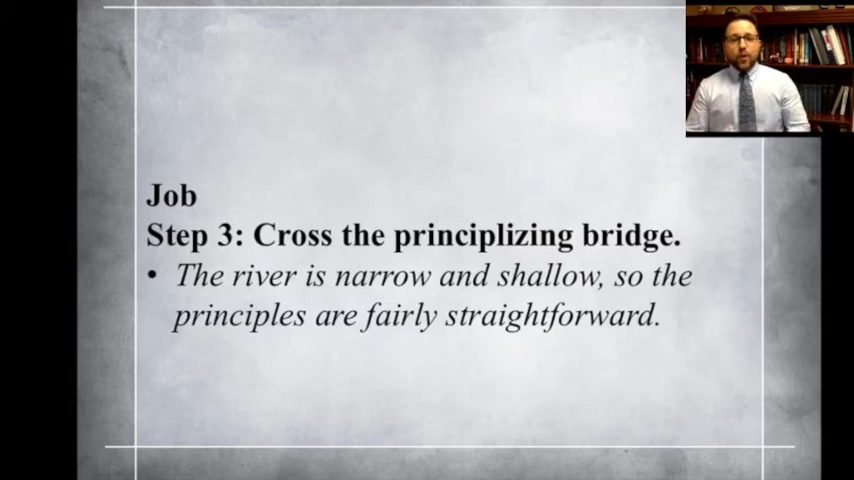 Job
Step 3: Cross the principlizing bridge.
• The river is narrow and shallow, so the
principles are fairly straightforward.